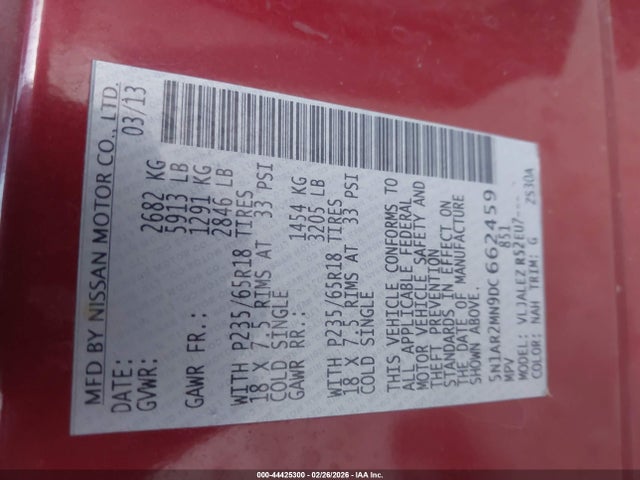 MFD BY NISSAN MOTOR CO., LTD.
DATE: 03/13
GVWR: 2682 KG
5913 LB
GAWR FR.: 1291 KG
2846 LB
WITH P235/65R18 TIRES
18 X 7.5 RIMS AT 33 PSI
COLD SINGLE
GAWR RR.: 1454 KG
3205 LB
WITH P235/65R18 TIRES
18 X 7.5 RIMS AT 33 PSI
COLD SINGLE
THIS VEHICLE CONFORMS TO
ALL APPLICABLE FEDERAL
MOTOR VEHICLE SAFETY AND
THEFT PREVENTION
STANDARDS IN EFFECT ON
THE DATE OF MANUFACTURE
SHOWN ABOVE.
5N1AR2MN9DC662459
MPV 851
MODEL: VLJALEZ R52EU7---
COLOR: NAH TRIM: G ZS30A
000-44425300 - 02/26/2026 - IAA Inc.